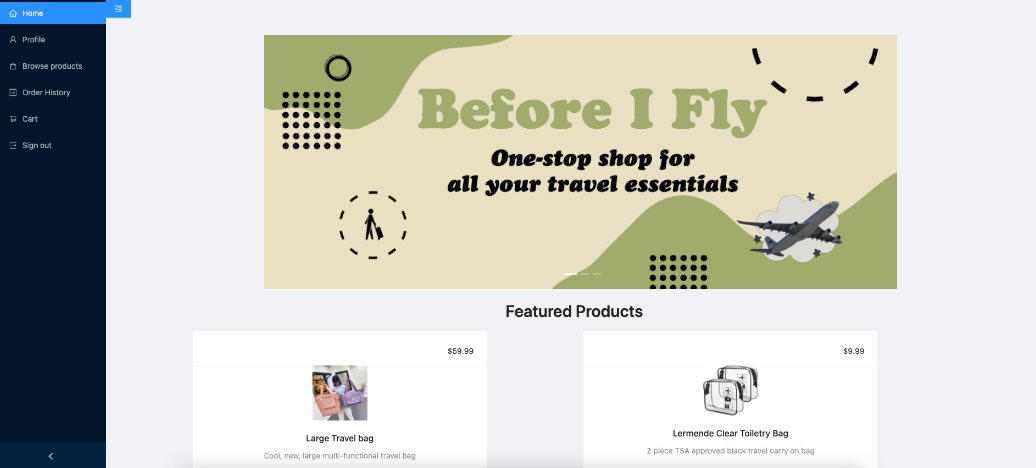 Home
Profile
Browse products
Order History
Cart
Sign out
Before I Fly
One-stop shop for
all your travel essentials
Featured Products
$59.99
Large Travel bag
Cool, new, large multi-functional travel bag
$9.99
Lermende Clear Toiletry Bag
2 piece TSA approved black travel carry on bag